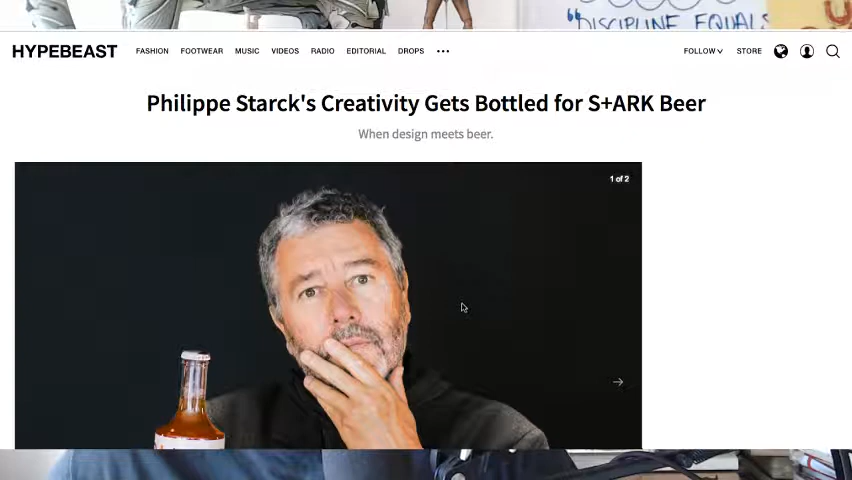 "DISCIPLINE EQUALS
HYPEBEAST FASHION FOOTWEAR MUSIC VIDEOS RADIO EDITORIAL DROPS ••• FOLLOW STORE
Philippe Starck's Creativity Gets Bottled for S+ARK Beer
When design meets beer.
1 of 2